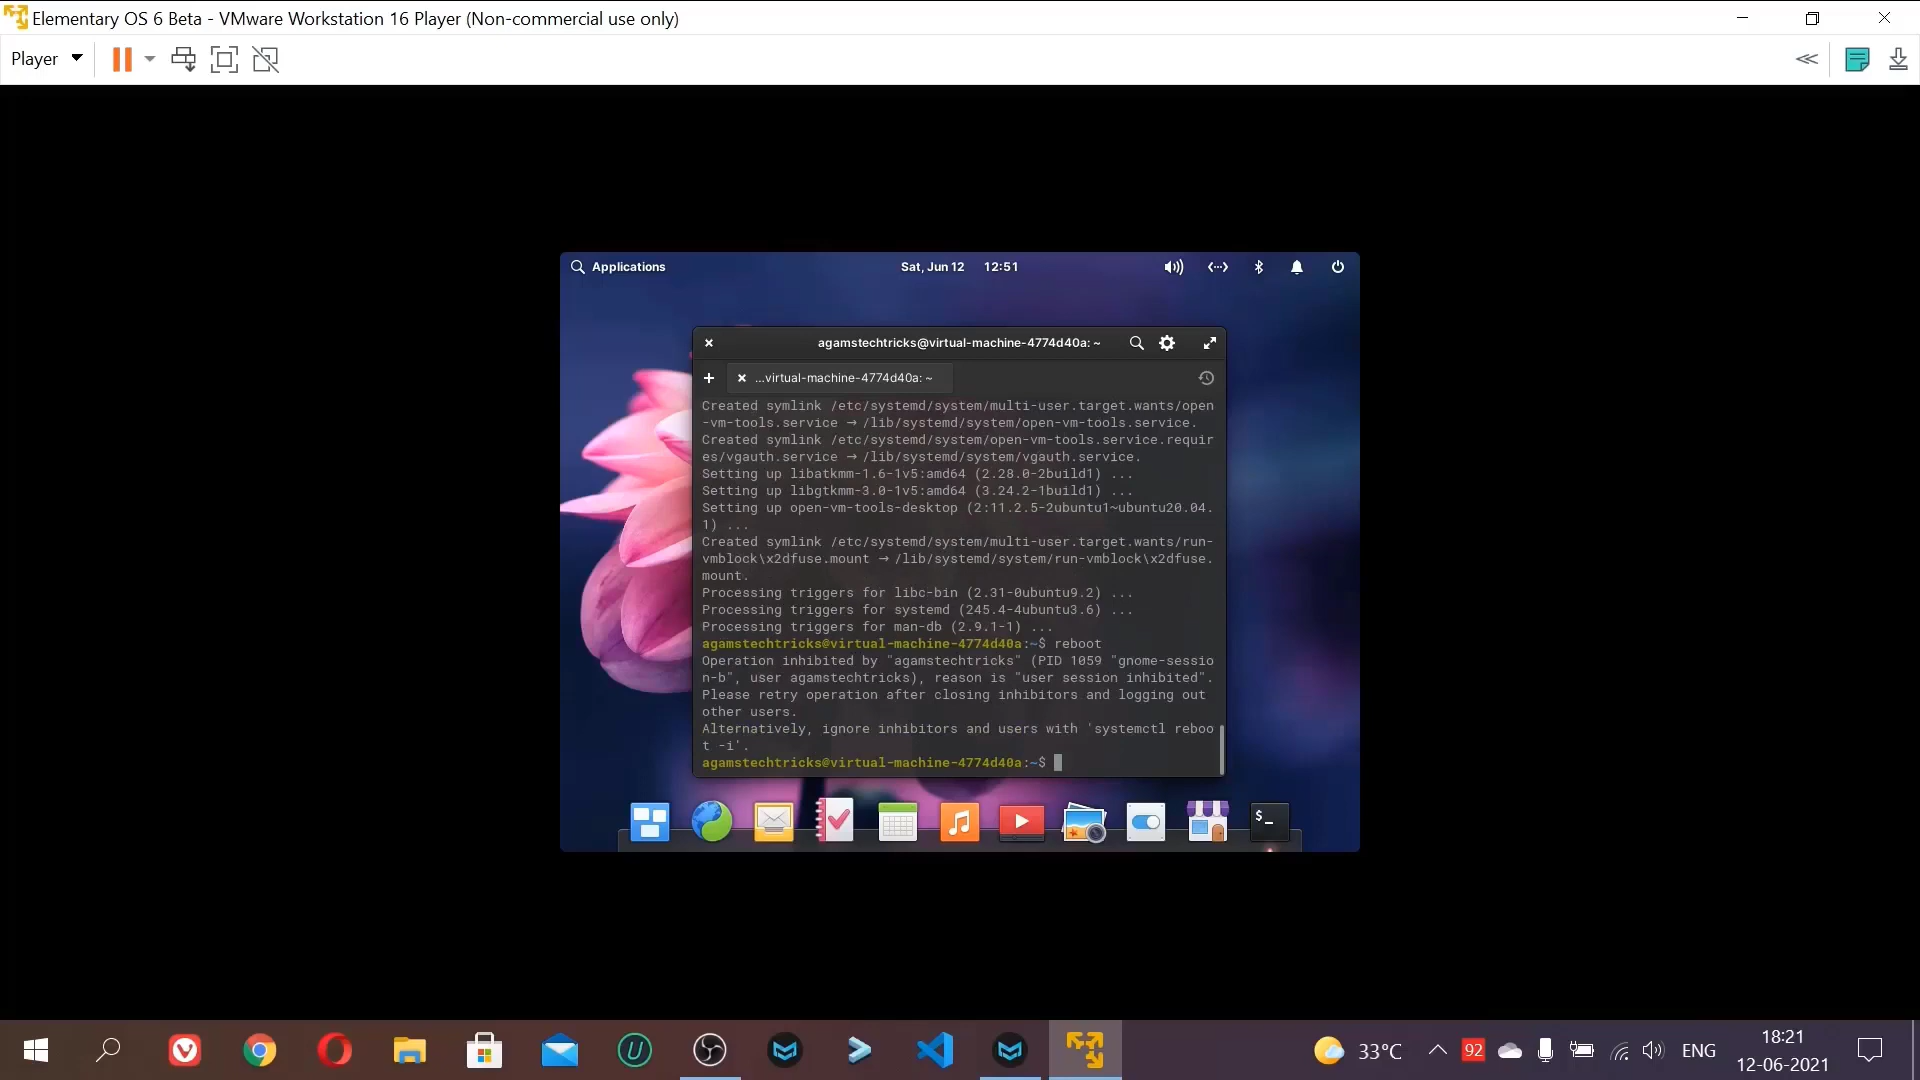 Elementary OS 6 Beta - VMware Workstation 16 Player (Non-commercial use only)
Player
Applications
Sat, Jun 12 12:51
agamstechtricks@virtual-machine-4774d40a: ~
...virtual-machine-4774d40a: ~
Created symlink /etc/systemd/system/multi-user.target.wants/open
-vm-tools.service → /lib/systemd/system/open-vm-tools.service.
Created symlink /etc/systemd/system/open-vm-tools.service.requir
es/vgauth.service → /lib/systemd/system/vgauth.service.
Setting up libatkmm-1.6-1v5:amd64 (2.28.0-2build1) ...
Setting up libgtkmm-3.0-1v5:amd64 (3.24.2-1build1) ...
Setting up open-vm-tools-desktop (2:11.2.5-2ubuntu1~ubuntu20.04.
1) ...
Created symlink /etc/systemd/system/multi-user.target.wants/run-
vmblock\x2dfuse.mount → /lib/systemd/system/run-vmblock\x2dfuse.
mount.
Processing triggers for libc-bin (2.31-0ubuntu9.2) ...
Processing triggers for systemd (245.4-4ubuntu3.6) ...
Processing triggers for man-db (2.9.1-1) ...
agamstechtricks@virtual-machine-4774d40a:~$ reboot
Operation inhibited by "agamstechtricks" (PID 1059 "gnome-sessio
n-b", user agamstechtricks), reason is "user session inhibited".
Please retry operation after closing inhibitors and logging out
other users.
Alternatively, ignore inhibitors and users with 'systemctl reboo
t -i'.
agamstechtricks@virtual-machine-4774d40a:~$
$_
33°C
92
ENG
18:21
12-06-2021